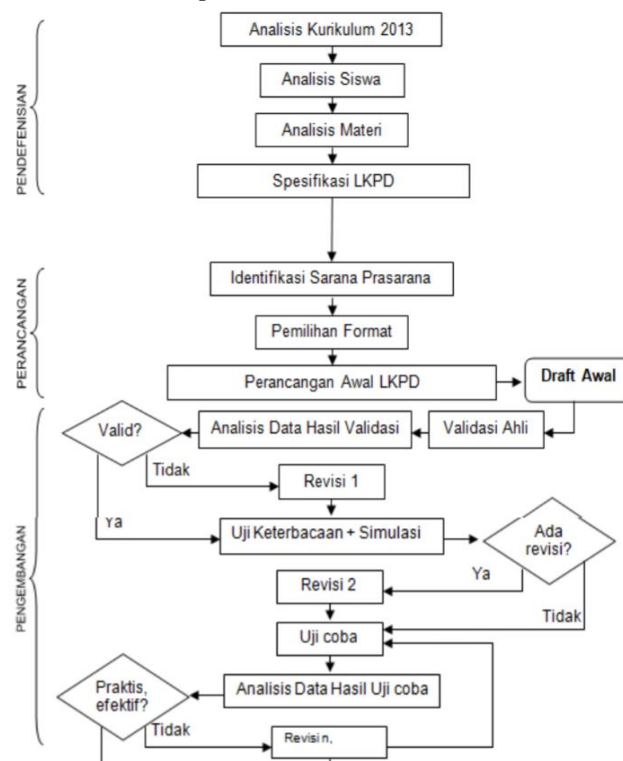 Analisis Kurikulum 2013
Analisis Siswa
Analisis Materi
Spesifikasi LKPD
PENDEFENISIAN
Identifikasi Sarana Prasarana
Pemilihan Format
Perancangan Awal LKPD
Draft Awal
PERANCANGAN
Valid?
Analisis Data Hasil Validasi
Validasi Ahli
Tidak
Revisi 1
Ya
Uji Keterbacaan + Simulasi
Ada
revisi?
Ya
Revisi 2
Tidak
Uji coba
PENGEMBANGAN
Praktis,
efektif?
Analisis Data Hasil Uji coba
Tidak
Revisi n,